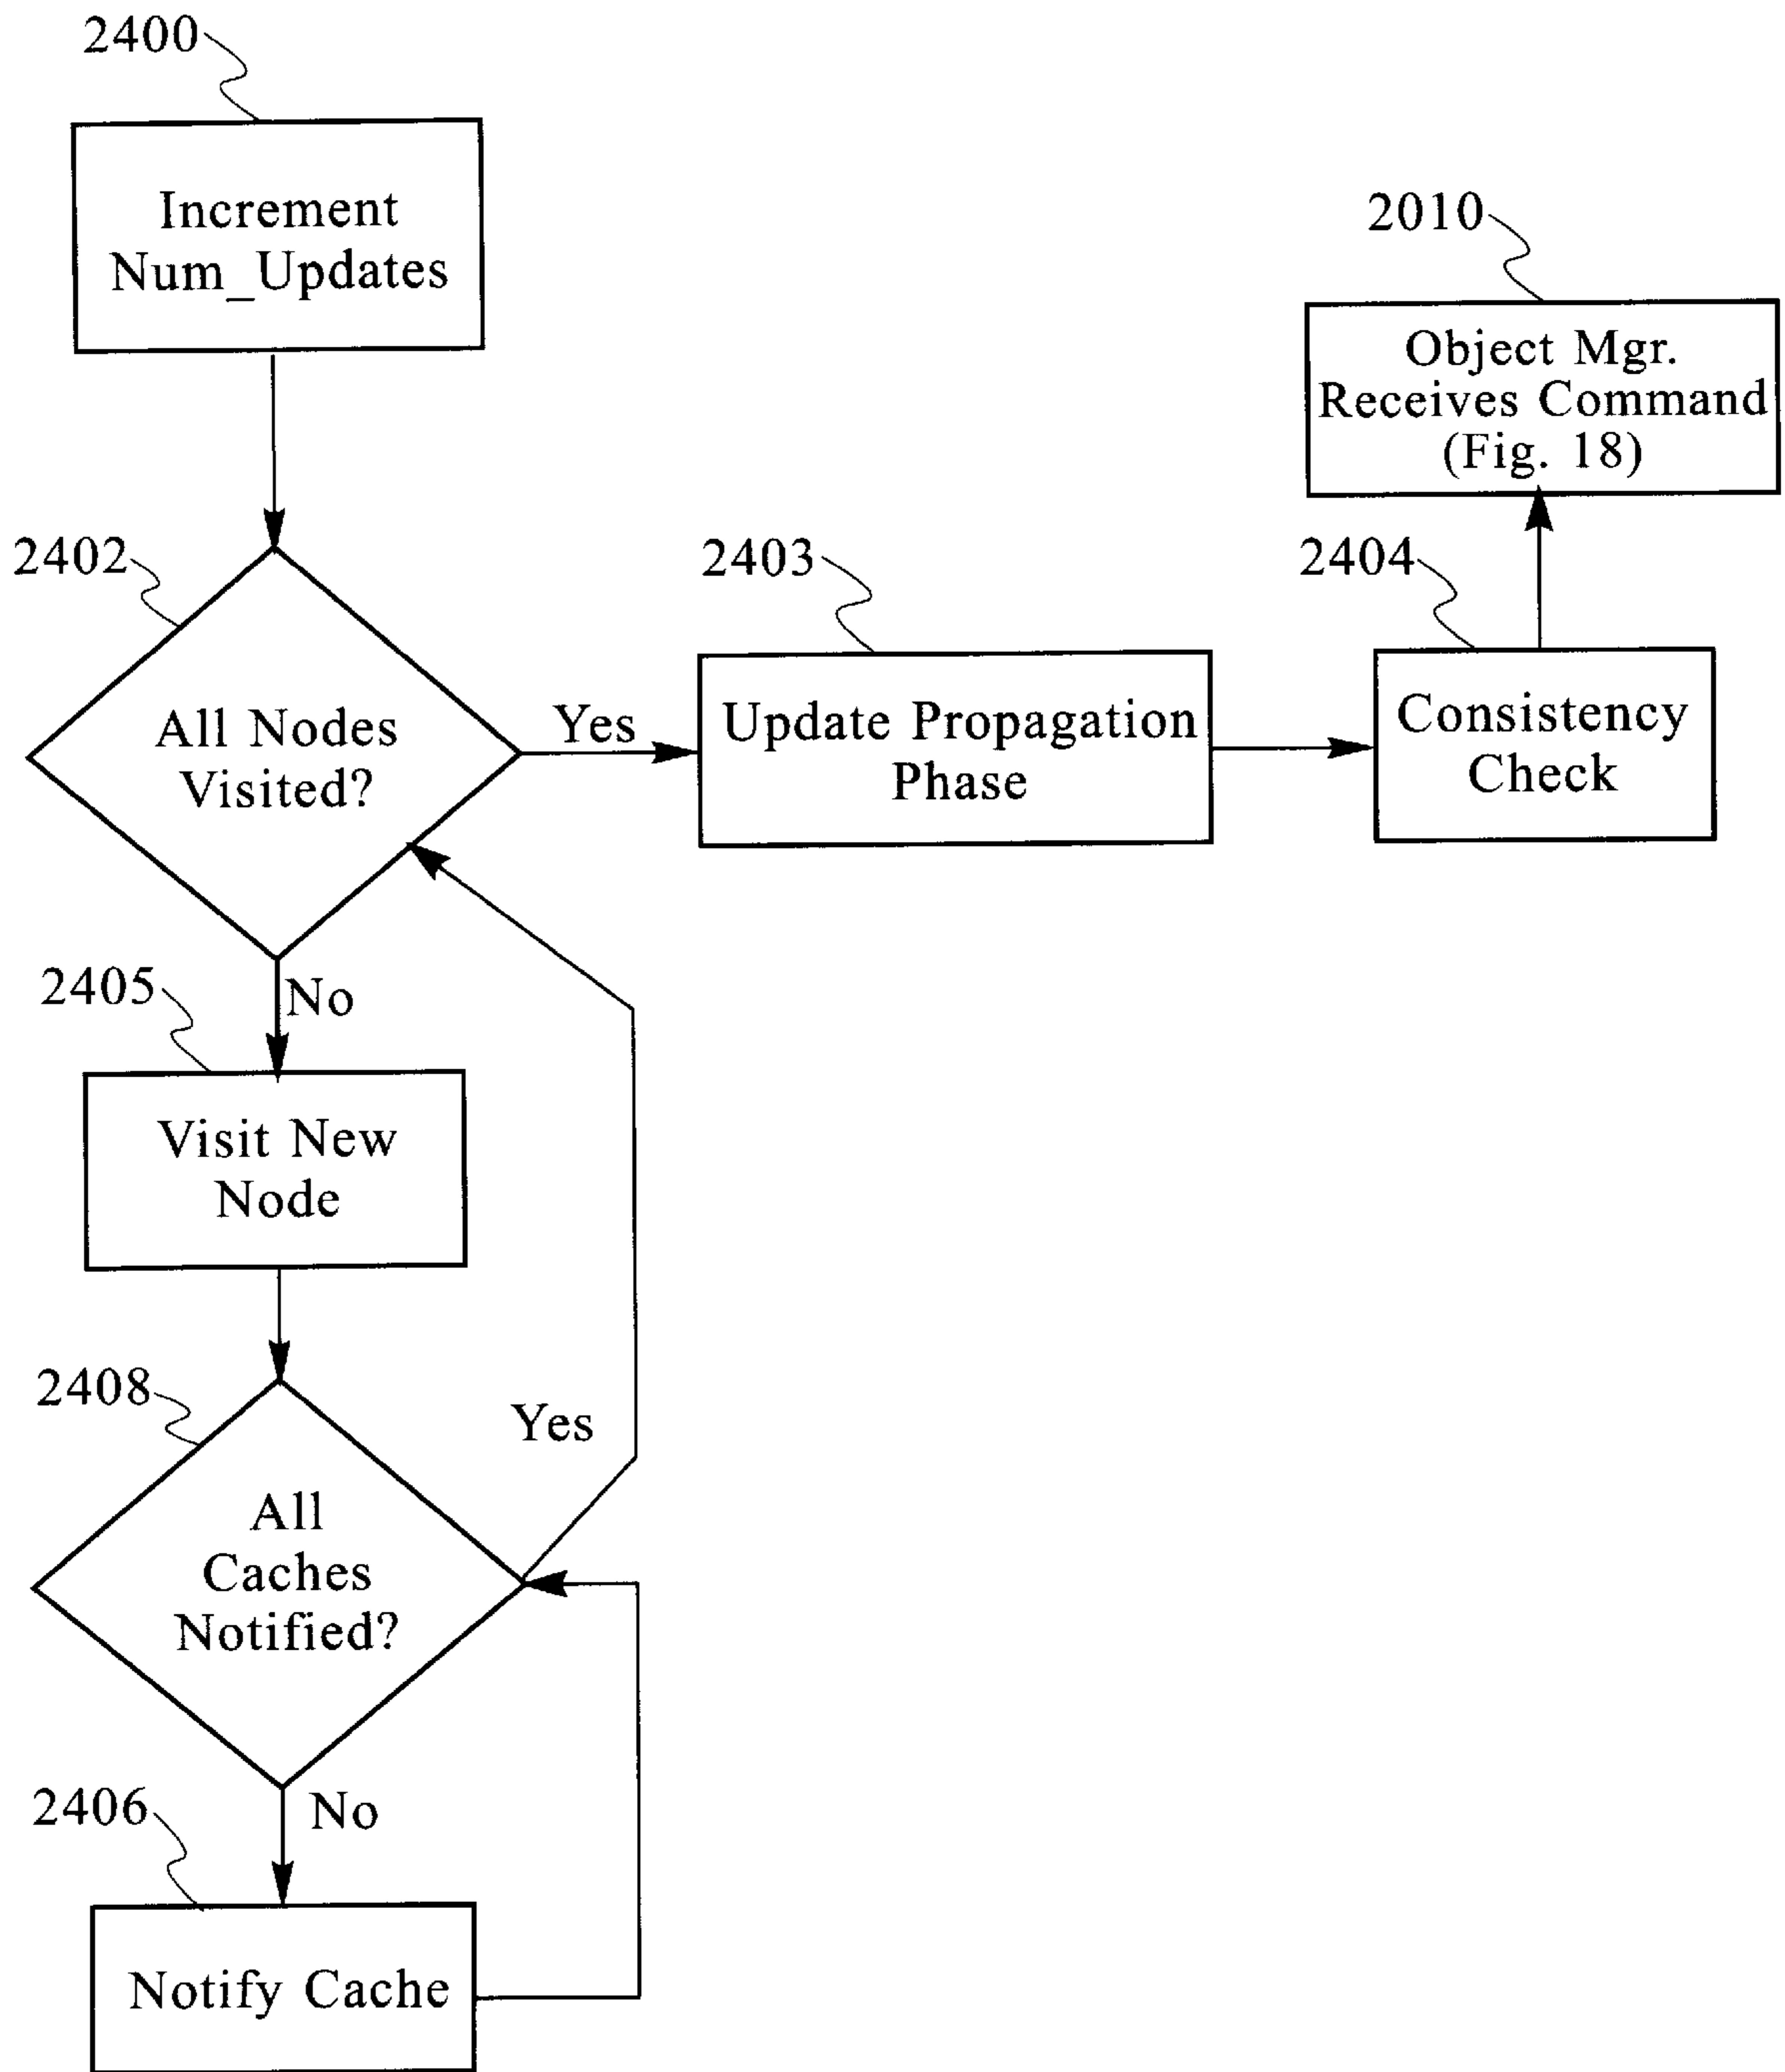 2400
Increment
Num_Updates
2010
Object Mgr.
Receives Command
(Fig. 18)
2402
All Nodes
Visited?
Yes
2403
Update Propagation
Phase
2404
Consistency
Check
No
2405
Visit New
Node
2408
All
Caches
Notified?
Yes
No
2406
Notify Cache